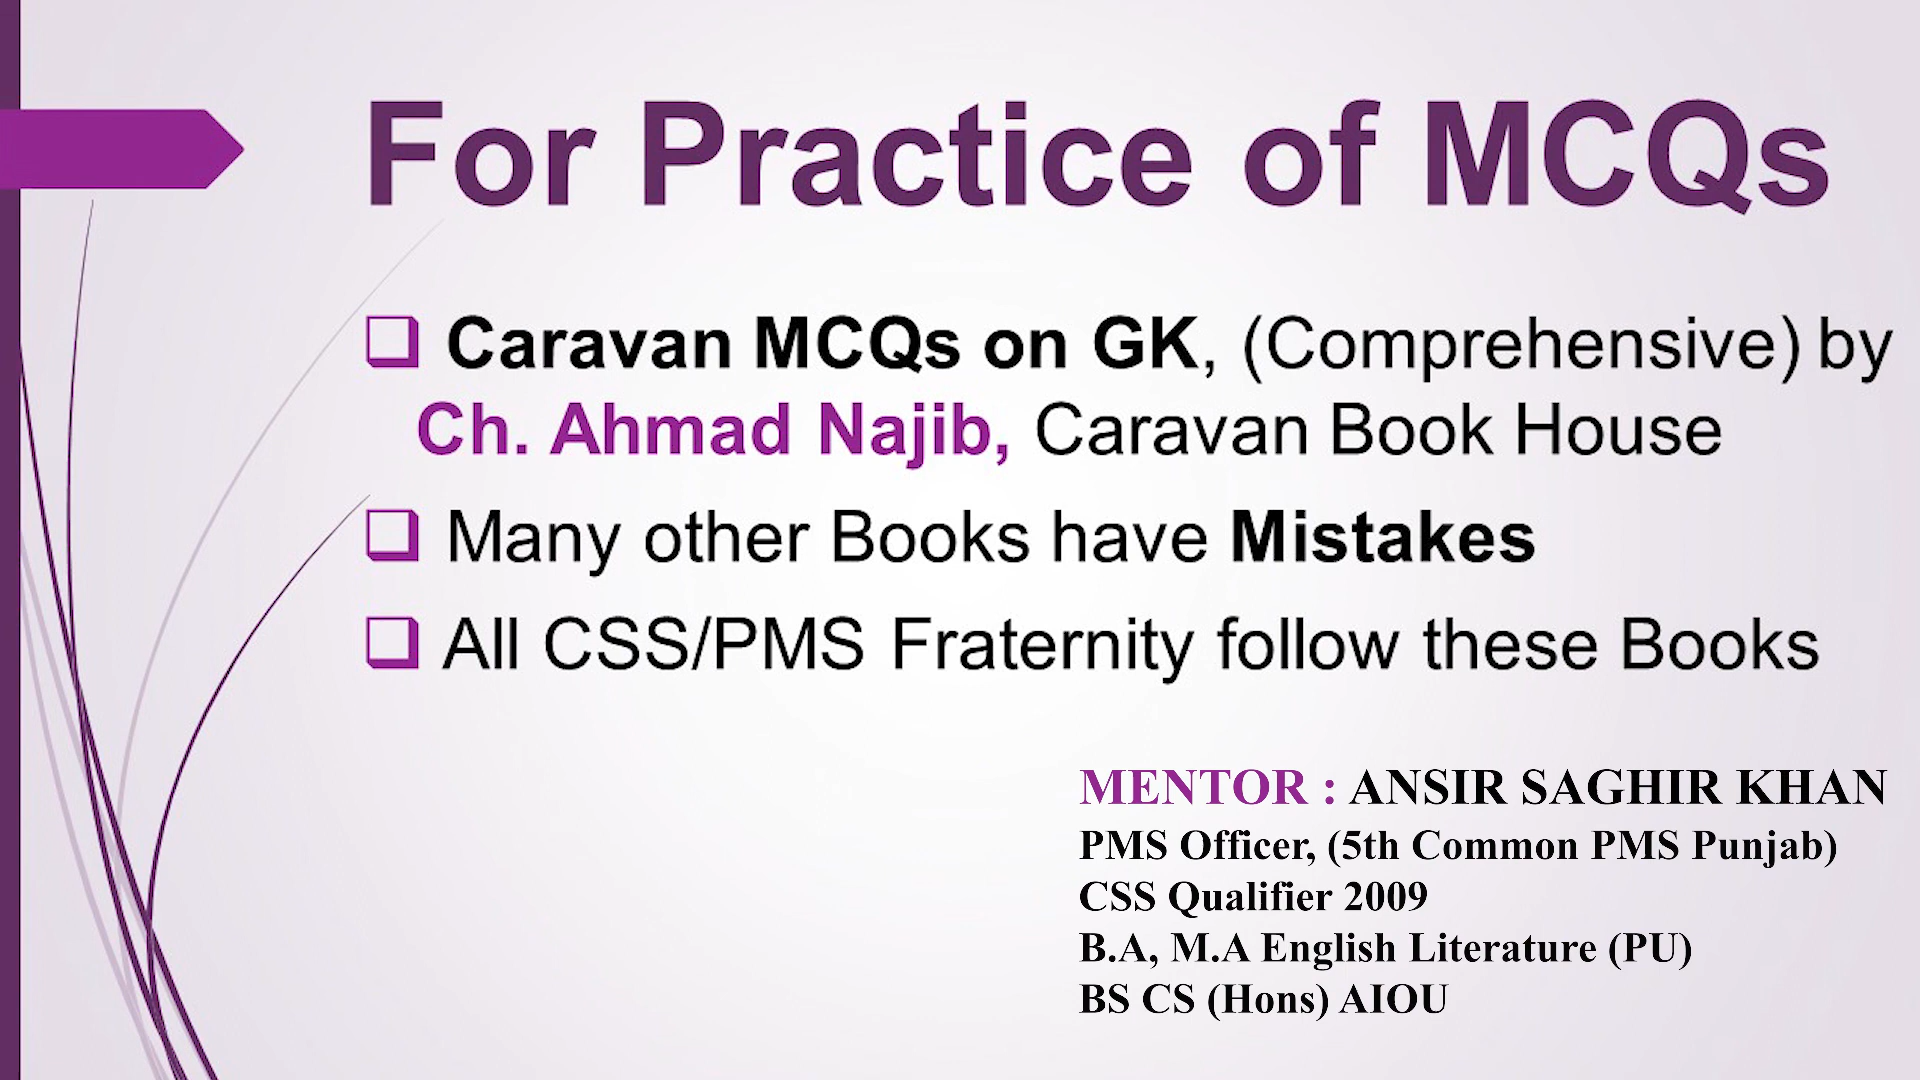 For Practice of MCQs
Caravan MCQs on GK, (Comprehensive) by
Ch. Ahmad Najib, Caravan Book House
Many other Books have Mistakes
All CSS/PMS Fraternity follow these Books
MENTOR : ANSIR SAGHIR KHAN
PMS Officer, (5th Common PMS Punjab)
CSS Qualifier 2009
B.A, M.A English Literature (PU)
BS CS (Hons) AIOU